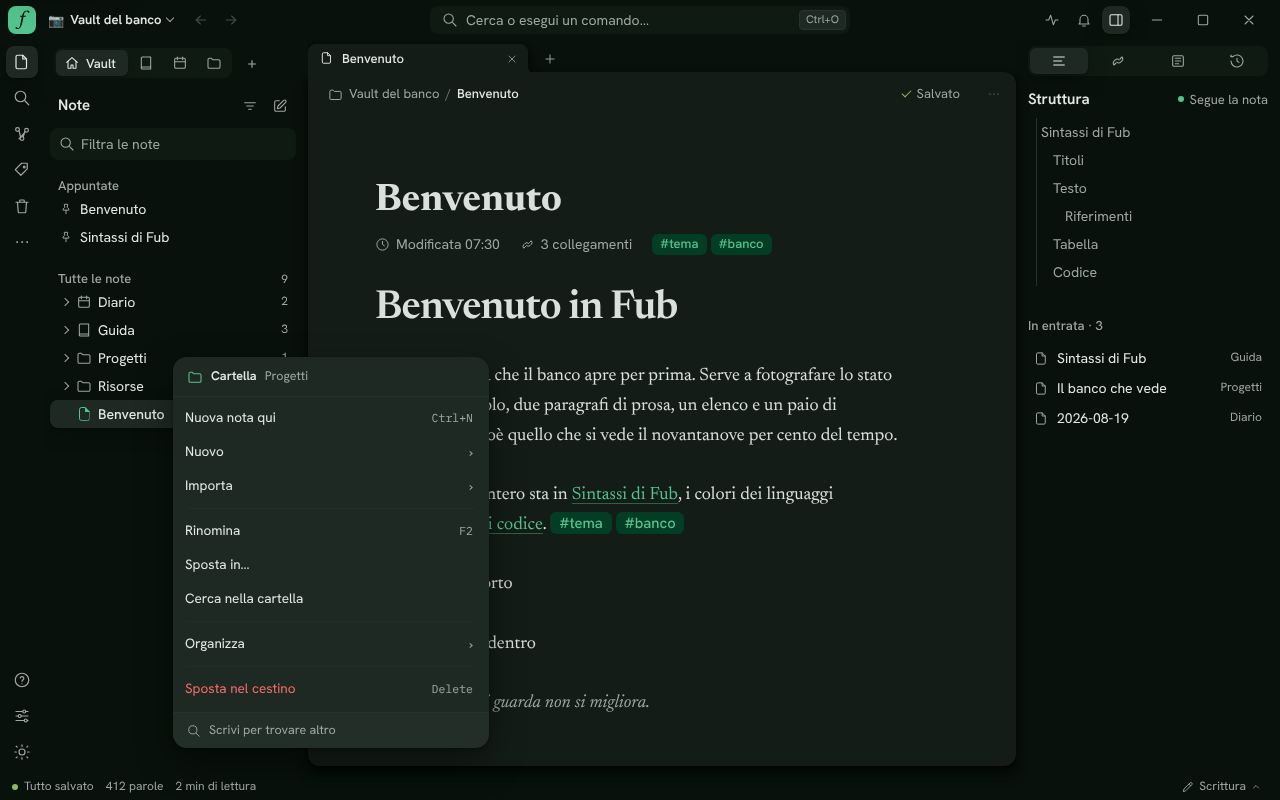 f
Vault del banco
Cerca o esegui un comando...
Ctrl+O
Vault
Note
Filtra le note
Appuntate
Benvenuto
Sintassi di Fub
Tutte le note 9
Diario 2
Guida 3
Progetti 1
Risorse
Benvenuto
Cartella Progetti
Nuova nota qui Ctrl+N
Nuovo
Importa
Rinomina F2
Sposta in...
Cerca nella cartella
Organizza
Sposta nel cestino Delete
Scrivi per trovare altro
Benvenuto
Vault del banco / Benvenuto
Salvato
Benvenuto
Modificata 07:30
3 collegamenti
#tema #banco
Benvenuto in Fub
che il banco apre per prima. Serve a fotografare lo stato
olo, due paragrafi di prosa, un elenco e un paio di
oè quello che si vede il novantanove per cento del tempo.
ntero sta in Sintassi di Fub, i colori dei linguaggi
i codice. #tema #banco
orto
dentro
guarda non si migliora.
Struttura
Segue la nota
Sintassi di Fub
Titoli
Testo
Riferimenti
Tabella
Codice
In entrata · 3
Sintassi di Fub Guida
Il banco che vede Progetti
2026-08-19 Diario
Tutto salvato 412 parole 2 min di lettura
Scrittura